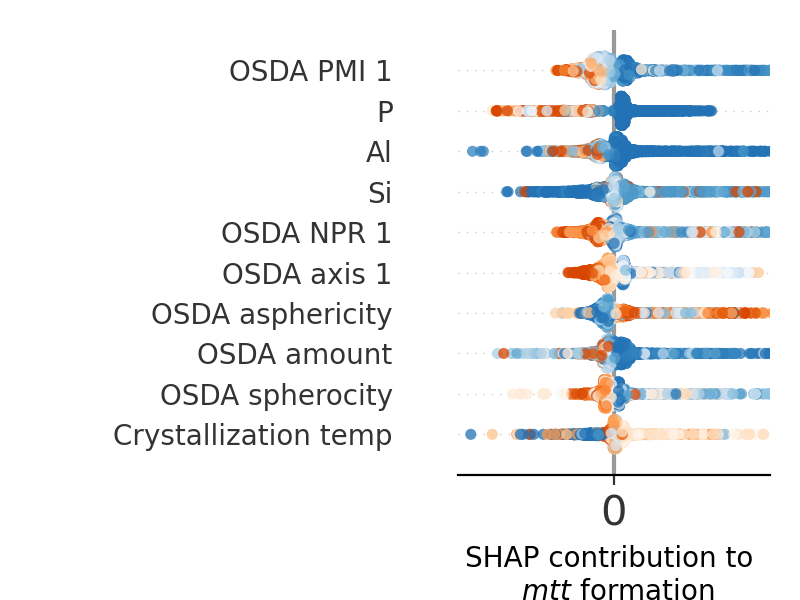 OSDA PMI 1
P
Al
Si
OSDA NPR 1
OSDA axis 1
OSDA asphericity
OSDA amount
OSDA spherocity
Crystallization temp
0
SHAP contribution to
mtt formation